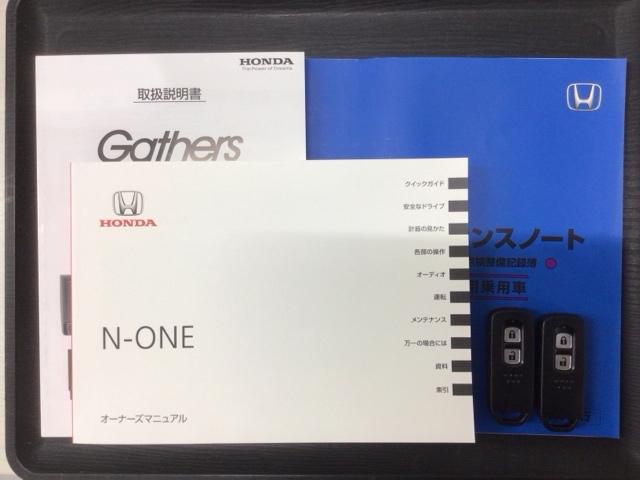 HONDA
The Power of Dreams
取扱説明書
Gathers
HONDA
N-ONE
オーナーズマニュアル
クイックガイド
安全なドライブ
計器の見かた
各部の操作
オーディオ
運転
メンテナンス
万一の場合には
資料
索引
ンスノート
整備記録簿
乗用車